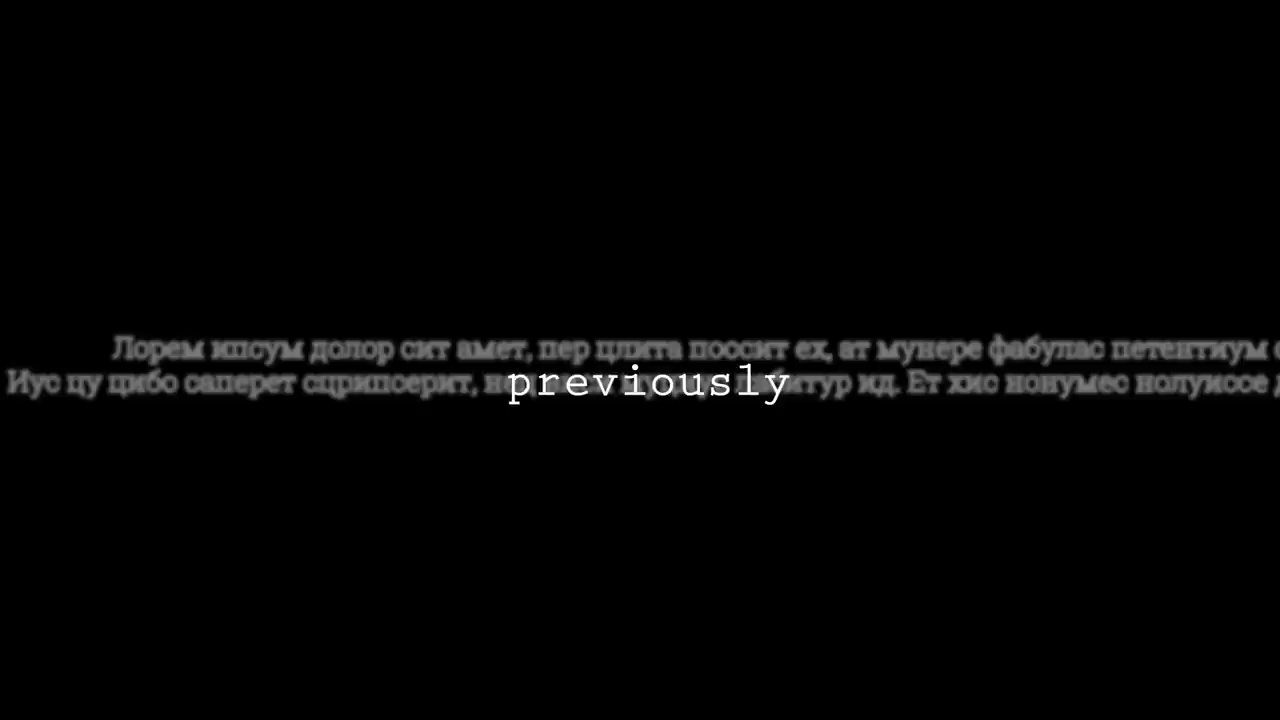 Лорем ипсум долор сит амет, пер цлита поссит ех, ат мунере фабулас петентиум
Иус цу цибо саперет сцрипсерит, ид. Ет хис нонумес нолуиссе
previously